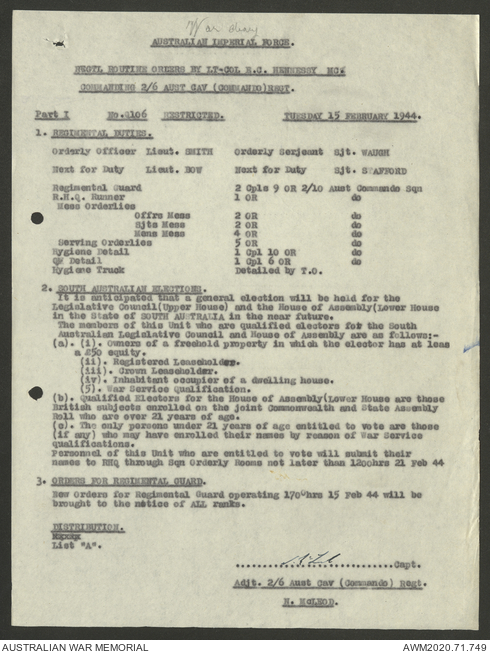 War diary
AUSTRALIAN IMPERIAL FORCE.
REGTL ROUTINE ORDERS BY LT-COL E.C. HENNESSY MC.
COMMANDING 2/6 AUST CAV (COMMANDO)REGT.
Part I No.4106 RESTRICTED. TUESDAY 15 FEBRUARY 1944.
1. REGIMENTAL DUTIES.
Orderly Officer Lieut. SMITH Orderly Serjeant Sjt. WAUGH
Next for Duty Lieut. DOW Next for Duty Sjt. STAFFORD
Regimental Guard 2 Cpls 9 OR 2/10 Aust Commando Sqn
R.H.Q. Runner 1 OR do
Mess Orderlies
Offrs Mess 2 OR do
Sjts Mess 2 OR do
Mens Mess 4 OR do
Serving Orderlies 5 OR do
Hygiene Detail 1 Cpl 10 OR do
QM Detail 1 Cpl 6 OR do
Hygiene Truck Detailed by T.O.
2. SOUTH AUSTRALIAN ELECTIONS.
It is anticipated that a general election will be held for the
Legislative Council(Upper House) and the House of Assembly(Lower House
in the State of SOUTH AUSTRALIA in the near future.
The members of this Unit who are qualified electors for the South
Australian Legislative Council and House of Assembly are as follows:-
(a). (i). Owners of a freehold property in which the elector has at leas
a £50 equity.
(ii). Registered Leaseholder.
(iii). Crown Leaseholder.
(iv). Inhabitant occupier of a dwelling house.
(5). War Service Qualification.
(b). Qualified Electors for the House of Assembly(Lower House are those
British subjects enrolled on the joint Commonwealth and State Assembly
Roll who are over 21 years of age.
(c). The only persons under 21 years of age entitled to vote are those
(if any) who may have enrolled their names by reason of War Service
qualifications.
Personnel of this Unit who are entitled to vote will submit their
names to RHQ through Sqn Orderly Rooms not later than 1200hrs 21 Feb 44
3. ORDERS FOR REGIMENTAL GUARD.
New Orders for Regimental Guard operating 1700hrs 15 Feb 44 will be
brought to the notice of ALL ranks.
DISTRIBUTION.
List "A".
Capt.
Adjt. 2/6 Aust Cav (Commando) Regt.
N. McLEOD.
AUSTRALIAN WAR MEMORIAL AWM2020.71.749